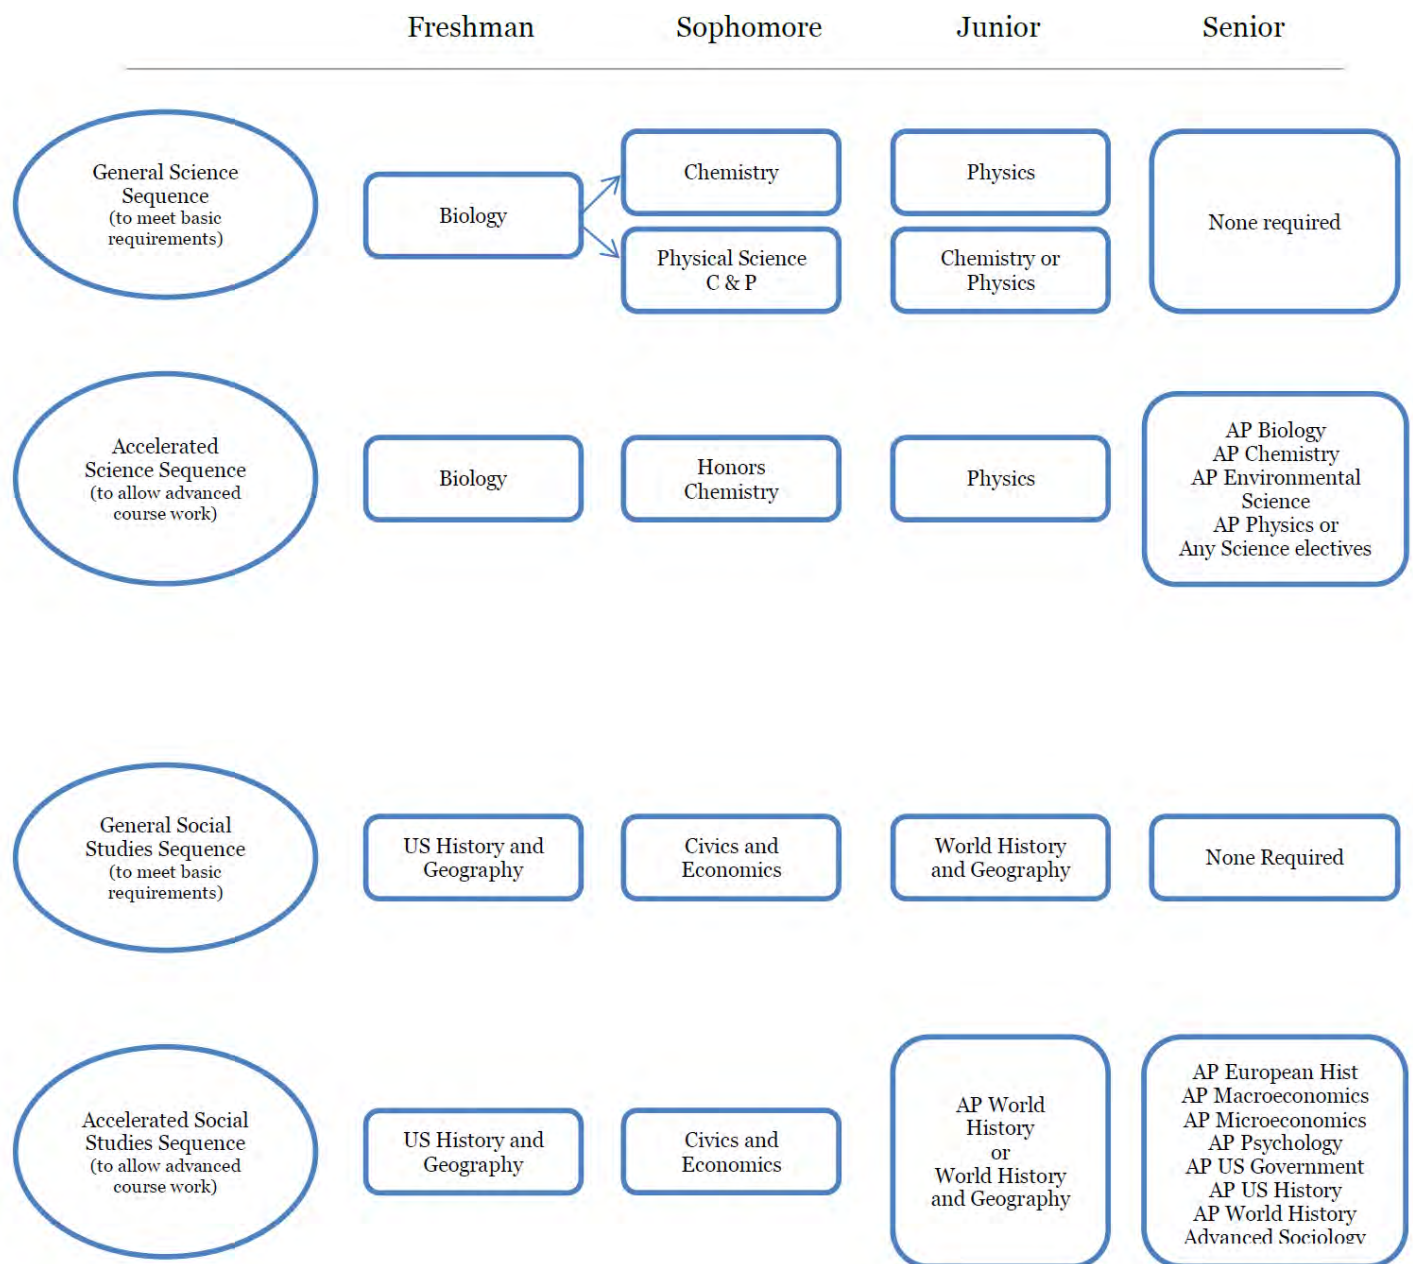 Freshman Sophomore Junior Senior
General Science
Sequence
(to meet basic
requirements)
Biology
Chemistry
Physical Science
C & P
Physics
Chemistry or
Physics
None required
Accelerated
Science Sequence
(to allow advanced
course work)
Biology
Honors
Chemistry
Physics
AP Biology
AP Chemistry
AP Environmental
Science
AP Physics or
Any Science electives
General Social
Studies Sequence
(to meet basic
requirements)
US History and
Geography
Civics and
Economics
World History
and Geography
None Required
Accelerated Social
Studies Sequence
(to allow advanced
course work)
US History and
Geography
Civics and
Economics
AP World
History
or
World History
and Geography
AP European Hist
AP Macroeconomics
AP Microeconomics
AP Psychology
AP US Government
AP US History
AP World History
Advanced Sociology